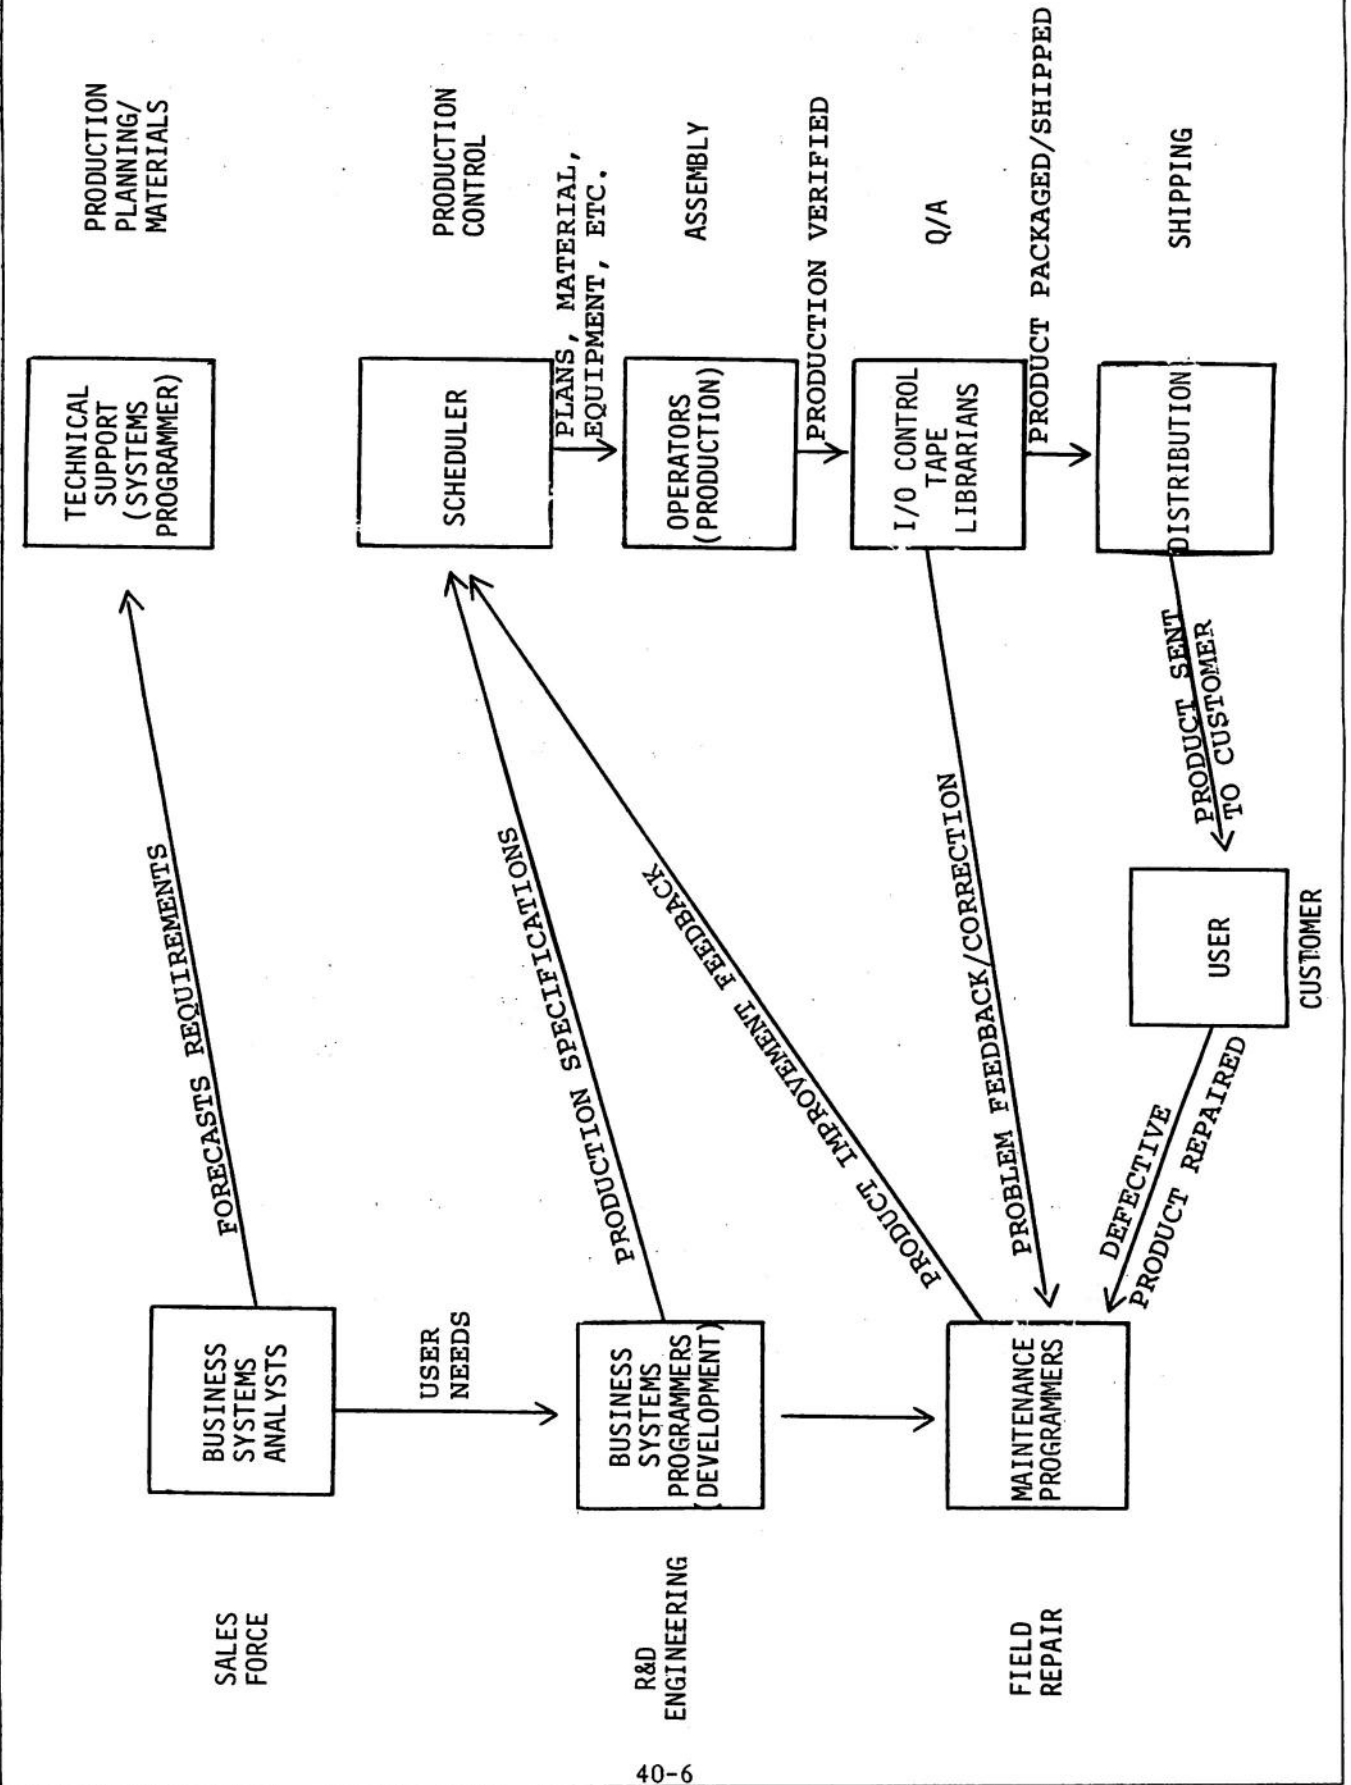 SALES
FORCE
BUSINESS
SYSTEMS
ANALYSTS
FORECASTS REQUIREMENTS
TECHNICAL
SUPPORT
(SYSTEMS
PROGRAMMER)
PRODUCTION
PLANNING/
MATERIALS
USER
NEEDS
R&D
ENGINEERING
BUSINESS
SYSTEMS
PROGRAMMERS
(DEVELOPMENT)
PRODUCTION SPECIFICATIONS
SCHEDULER
PRODUCTION
CONTROL
PLANS, MATERIAL,
EQUIPMENT, ETC.
PRODUCT IMPROVEMENT FEEDBACK
OPERATORS
(PRODUCTION)
ASSEMBLY
PRODUCTION VERIFIED
FIELD
REPAIR
MAINTENANCE
PROGRAMMERS
PROBLEM FEEDBACK/CORRECTION
I/O CONTROL
TAPE
LIBRARIANS
Q/A
PRODUCT PACKAGED/SHIPPED
DEFECTIVE
PRODUCT REPAIRED
USER
CUSTOMER
PRODUCT SENT
TO CUSTOMER
DISTRIBUTION
SHIPPING
40-6